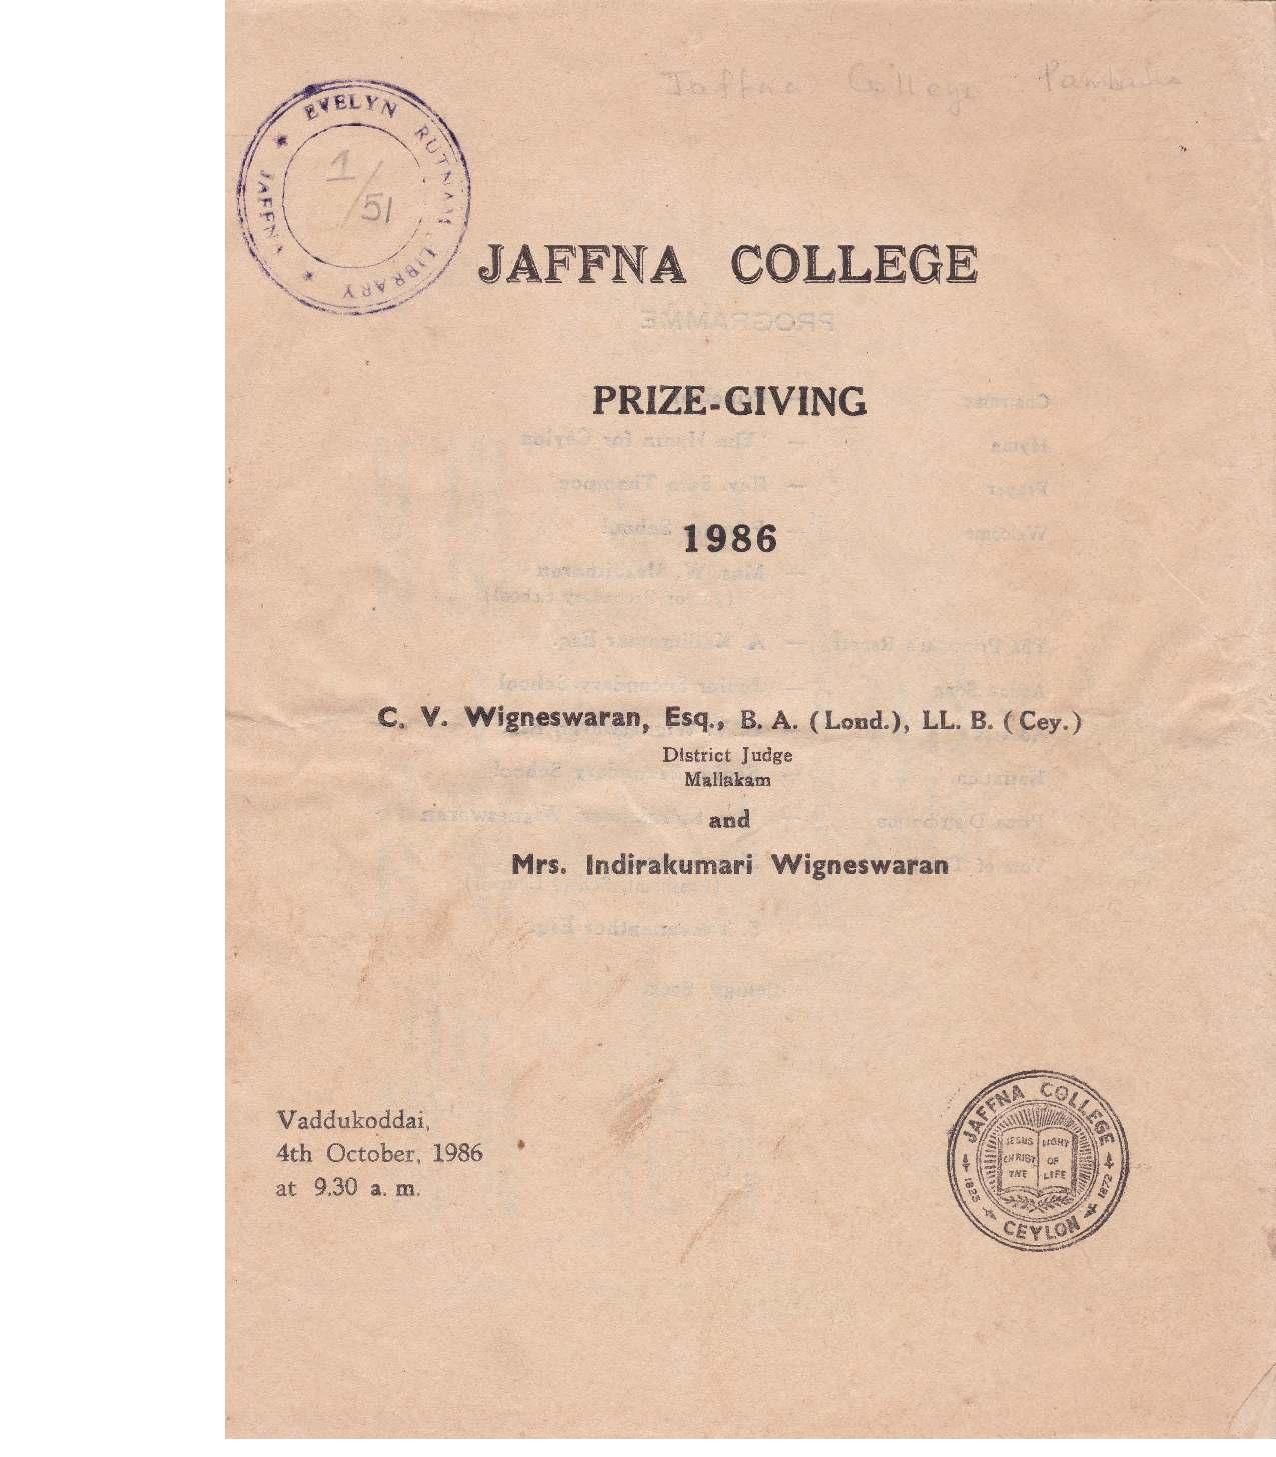 Jaffna College
EVELYN RUTNAM LIBRARY
★ JAFFNA ★
1/51
JAFFNA COLLEGE
PRIZE-GIVING
1986
C. V. Wigneswaran, Esq., B. A. (Lond.), LL. B. (Cey.)
District Judge
Mallakam
and
Mrs. Indirakumari Wigneswaran
Vaddukoddai,
4th October, 1986
at 9.30 a. m.
JAFFNA COLLEGE
JESUS LIGHT
CHRIST OF
THE LIFE
1823 1872
CEYLON